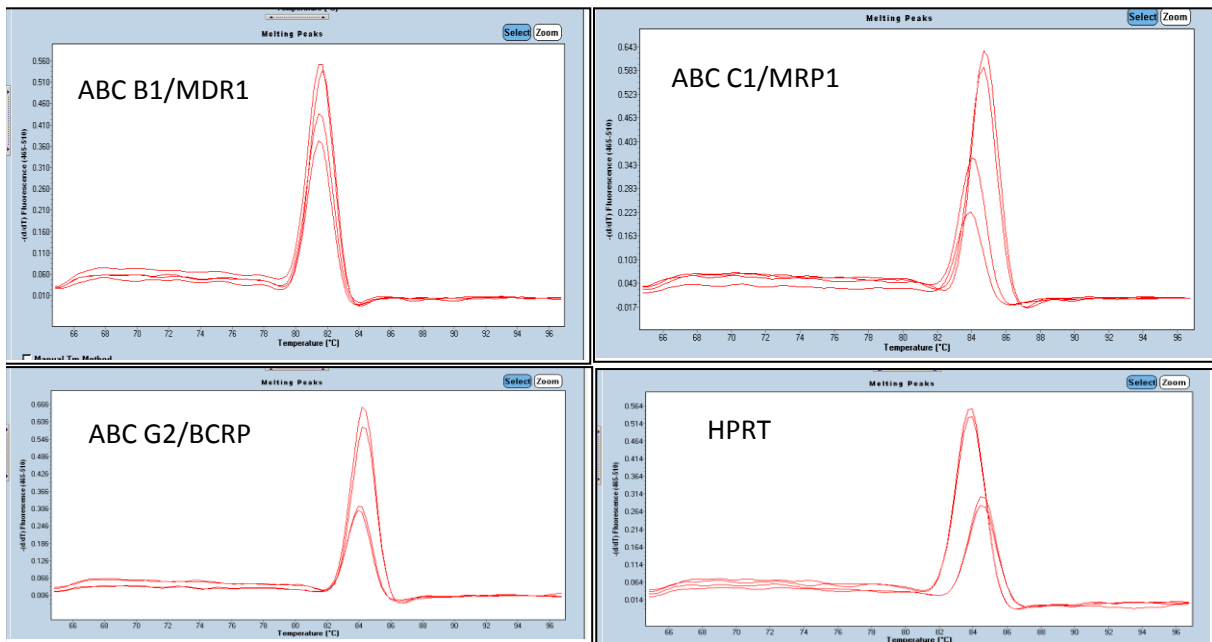 Temperature (°C)
Melting Peaks
Select Zoom
ABC B1/MDR1
-(d/dT) Fluorescence (465-510)
0.560
0.510
0.460
0.410
0.360
0.310
0.260
0.210
0.160
0.110
0.060
0.010
66 68 70 72 74 76 78 80 82 84 86 88 90 92 94 96
Temperature (°C)
Manual Tm Method
Melting Peaks
Select Zoom
ABC C1/MRP1
-(d/dT) Fluorescence (465-510)
0.643
0.583
0.523
0.463
0.403
0.343
0.283
0.223
0.163
0.103
0.043
-0.017
66 68 70 72 74 76 78 80 82 84 86 88 90 92 94 96
Temperature (°C)
Melting Peaks
Select Zoom
ABC G2/BCRP
-(d/dT) Fluorescence (465-510)
0.666
0.606
0.546
0.486
0.426
0.366
0.306
0.246
0.186
0.126
0.066
0.006
66 68 70 72 74 76 78 80 82 84 86 88 90 92 94 96
Temperature (°C)
Melting Peaks
Select Zoom
HPRT
-(d/dT) Fluorescence (465-510)
0.564
0.514
0.464
0.414
0.364
0.314
0.264
0.214
0.164
0.114
0.064
0.014
66 68 70 72 74 76 78 80 82 84 86 88 90 92 94 96
Temperature (°C)